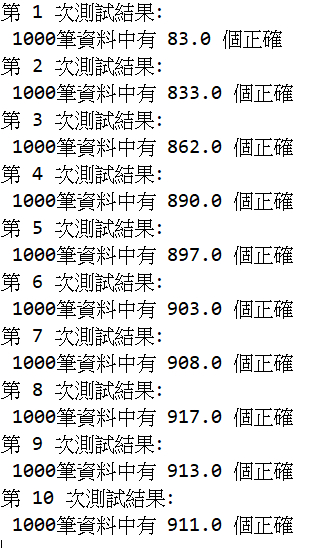 第 1 次測試結果:
1000筆資料中有 83.0 個正確
第 2 次測試結果:
1000筆資料中有 833.0 個正確
第 3 次測試結果:
1000筆資料中有 862.0 個正確
第 4 次測試結果:
1000筆資料中有 890.0 個正確
第 5 次測試結果:
1000筆資料中有 897.0 個正確
第 6 次測試結果:
1000筆資料中有 903.0 個正確
第 7 次測試結果:
1000筆資料中有 908.0 個正確
第 8 次測試結果:
1000筆資料中有 917.0 個正確
第 9 次測試結果:
1000筆資料中有 913.0 個正確
第 10 次測試結果:
1000筆資料中有 911.0 個正確